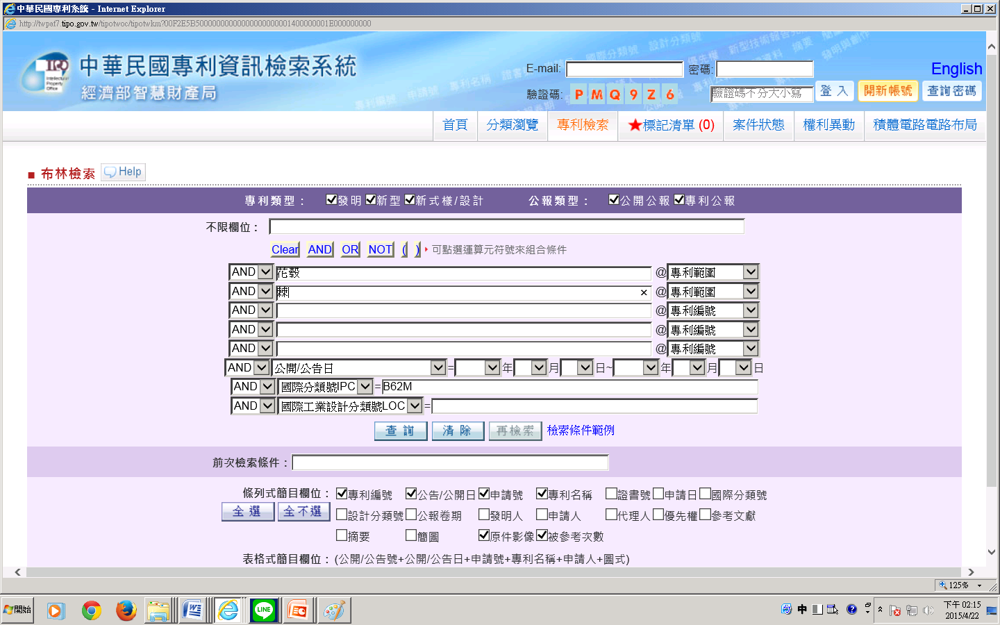 中華民國專利系統 - Internet Explorer
http://twpat7.tipo.gov.tw/tipotwoc/tipotwkm?00F2E5B5000000000000000000001400000001E000000000
中華民國專利資訊檢索系統
經濟部智慧財產局
TIPO
Intellectual
Property
Office
E-mail: 密碼: English
驗證碼: P M Q 9 Z 6 驗證碼不分大小寫 登 入 開新帳號 查詢密碼
首頁 分類瀏覽 專利檢索 ★標記清單 (0) 案件狀態 權利異動 積體電路電路布局
布林檢索 Help
專利類型： 發明 新型 新式樣/設計 公報類型： 公開公報 專利公報
不限欄位：
Clear AND OR NOT ( ) 可點選運算元符號來組合條件
AND 花轂 @ 專利範圍
AND 棘 × @ 專利範圍
AND @ 專利編號
AND @ 專利編號
AND @ 專利編號
AND 公開/公告日 = 年 月 日~ 年 月 日
AND 國際分類號IPC = B62M
AND 國際工業設計分類號LOC =
查 詢 清 除 再檢索 檢索條件範例
前次檢索條件：
條列式簡目欄位： 專利編號 公告/公開日 申請號 專利名稱 證書號 申請日 國際分類號
全 選 全不選 設計分類號 公報卷期 發明人 申請人 代理人 優先權 參考文獻
摘要 簡圖 原件影像 被參考次數
表格式簡目欄位： (公開/公告號+公開/公告日+申請號+專利名稱+申請人+圖式)
125%
開始 LINE 中 下午 02:15
2015/4/22